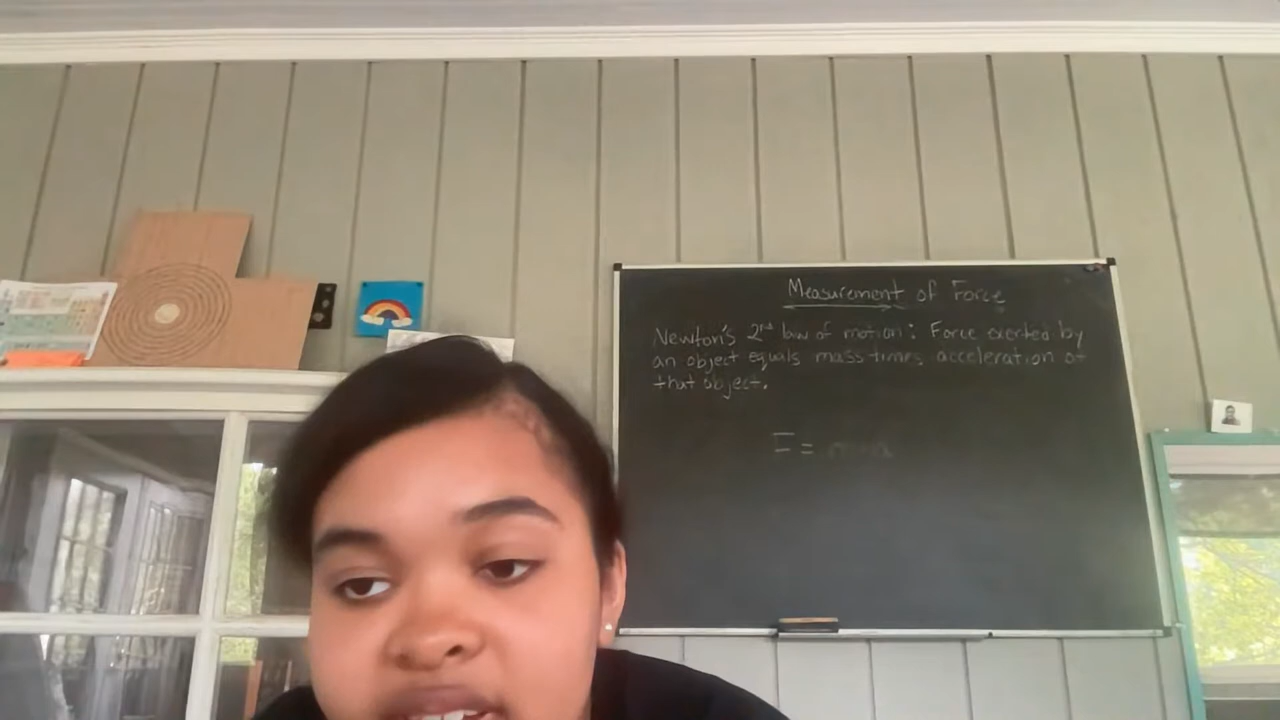 Measurement of Force
Newton's 2nd law of motion: Force exerted by
an object equals mass times acceleration of
that object.
F = m·a